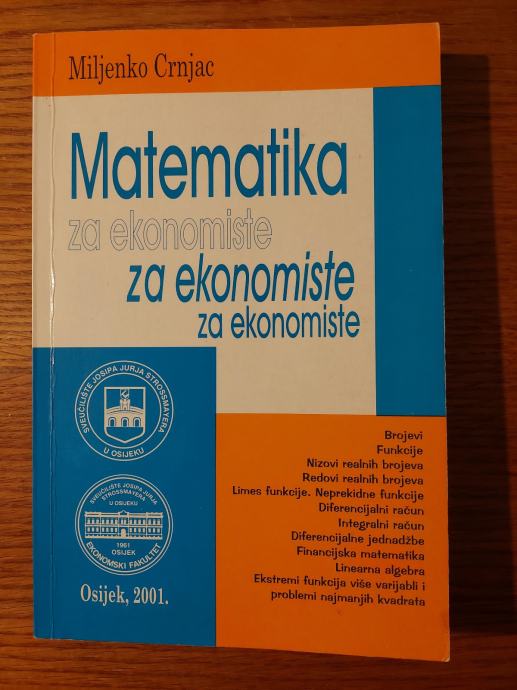 Miljenko Crnjac
Matematika
za ekonomiste
za ekonomiste
za ekonomiste
SVEUČILIŠTE JOSIPA JURJA STROSSMAYERA
U OSIJEKU
SVEUČILIŠTE JOSIPA JURJA
STROSSMAYERA
U OSIJEKU
1961
OSIJEK
EKONOMSKI FAKULTET
Osijek, 2001.
Brojevi
Funkcije
Nizovi realnih brojeva
Redovi realnih brojeva
Limes funkcije. Neprekidne funkcije
Diferencijalni račun
Integralni račun
Diferencijalne jednadžbe
Financijska matematika
Linearna algebra
Ekstremi funkcija više varijabli i
problemi najmanjih kvadrata